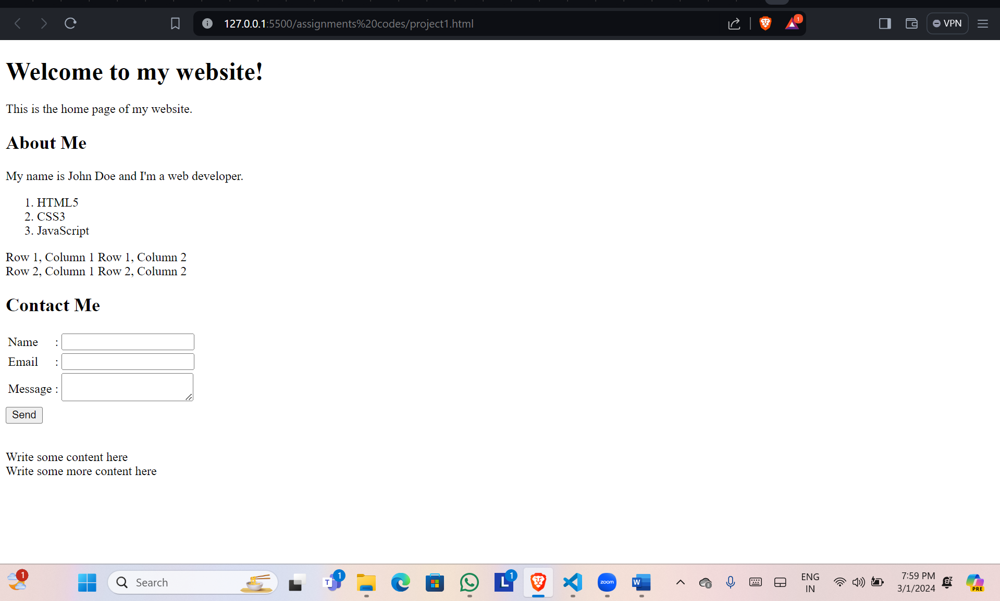 127.0.0.1:5500/assignments%20codes/project1.html
1
VPN
Welcome to my website!
This is the home page of my website.
About Me
My name is John Doe and I'm a web developer.
1. HTML5
2. CSS3
3. JavaScript
Row 1, Column 1 Row 1, Column 2
Row 2, Column 1 Row 2, Column 2
Contact Me
Name :
Email :
Message :
Send
Write some content here
Write some more content here
1
Search
T
1
L
1
zoom
W
ENG
IN
7:59 PM
3/1/2024
PRE